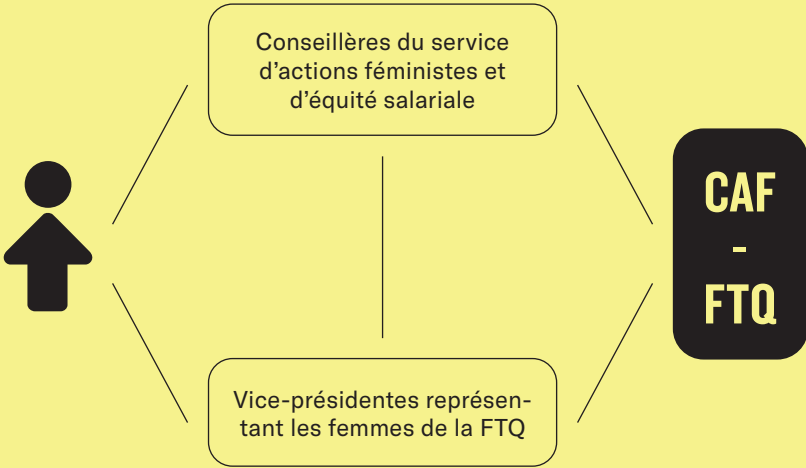 Conseillères du service
d’actions féministes et
d’équité salariale
CAF
-
FTQ
Vice-présidentes représen-
tant les femmes de la FTQ